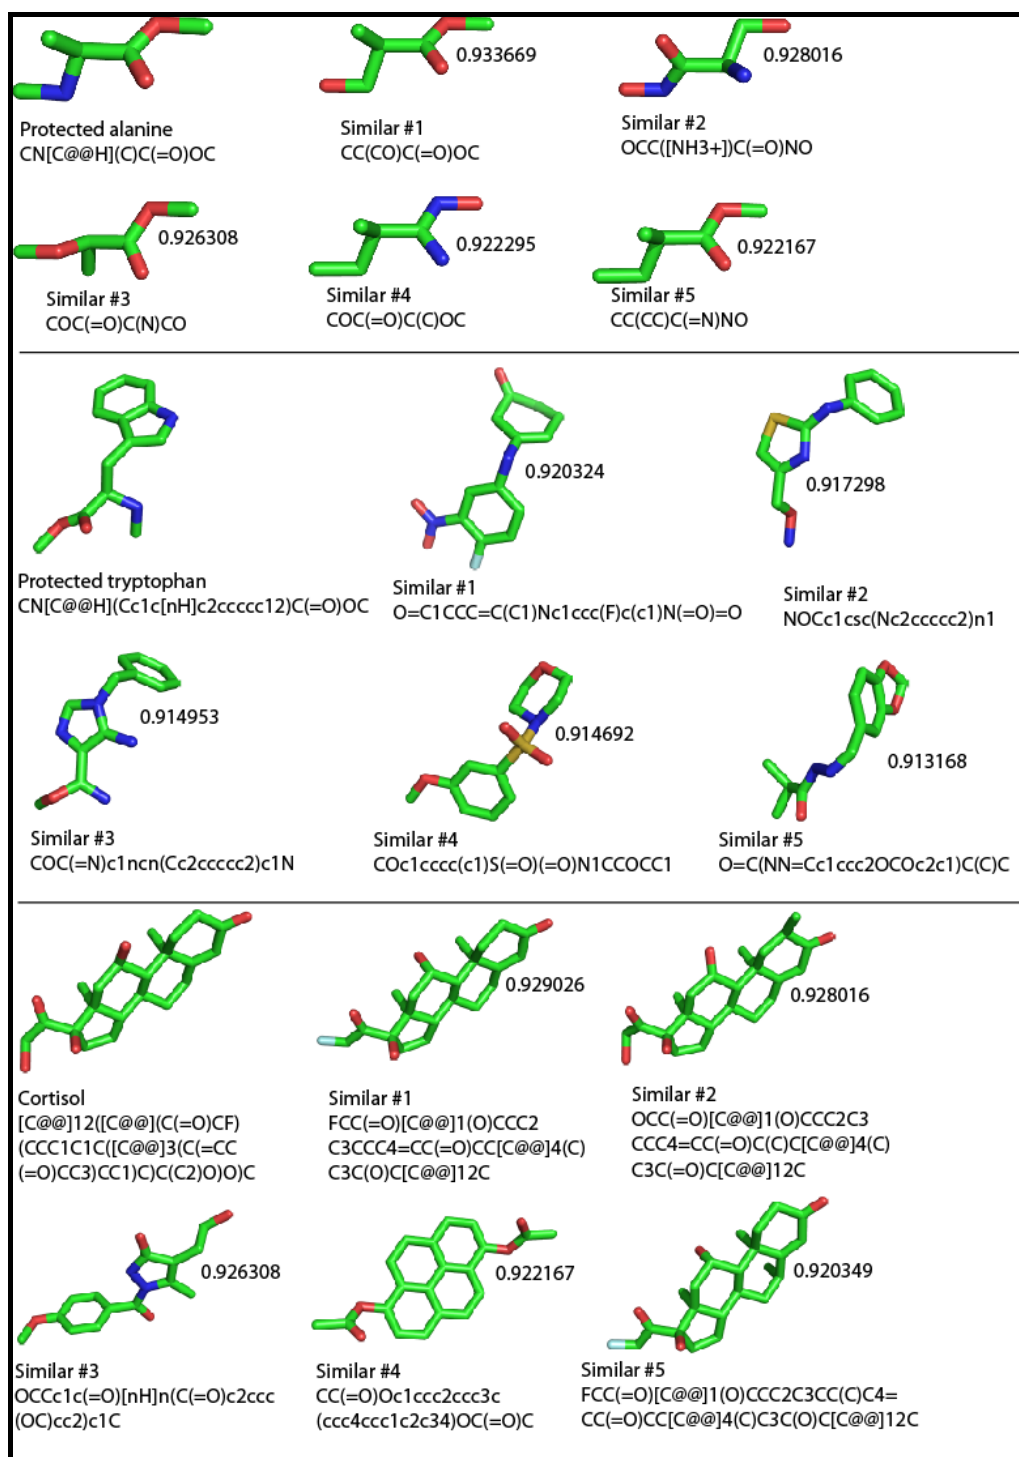 0.933669
0.928016
Protected alanine
CN[C@@H](C)C(=O)OC
Similar #1
CC(CO)C(=O)OC
Similar #2
OCC([NH3+])C(=O)NO
0.926308
0.922295
0.922167
Similar #3
COC(=O)C(N)CO
Similar #4
COC(=O)C(C)OC
Similar #5
CC(CC)C(=N)NO
0.920324
0.917298
Protected tryptophan
CN[C@@H](Cc1c[nH]c2ccccc12)C(=O)OC
Similar #1
O=C1CCC=C(C1)Nc1ccc(F)c(c1)N(=O)=O
Similar #2
NOCc1csc(Nc2ccccc2)n1
0.914953
0.914692
0.913168
Similar #3
COC(=N)c1ncn(Cc2ccccc2)c1N
Similar #4
COc1cccc(c1)S(=O)(=O)N1CCOCC1
Similar #5
O=C(NN=Cc1ccc2OCOc2c1)C(C)C
0.929026
0.928016
Cortisol
[C@@]12([C@@](C(=O)CF)
(CCC1C1C([C@@]3(C(=CC
(=O)CC3)CC1)C)C(C2)O)O)C
Similar #1
FCC(=O)[C@@]1(O)CCC2
C3CCC4=CC(=O)CC[C@@]4(C)
C3C(O)C[C@@]12C
Similar #2
OCC(=O)[C@@]1(O)CCC2C3
CCC4=CC(=O)C(C)C[C@@]4(C)
C3C(=O)C[C@@]12C
0.926308
0.922167
0.920349
Similar #3
OCCc1c(=O)[nH]n(C(=O)c2ccc
(OC)cc2)c1C
Similar #4
CC(=O)Oc1ccc2ccc3c
(ccc4ccc1c2c34)OC(=O)C
Similar #5
FCC(=O)[C@@]1(O)CCC2C3CC(C)C4=
CC(=O)CC[C@@]4(C)C3C(O)C[C@@]12C